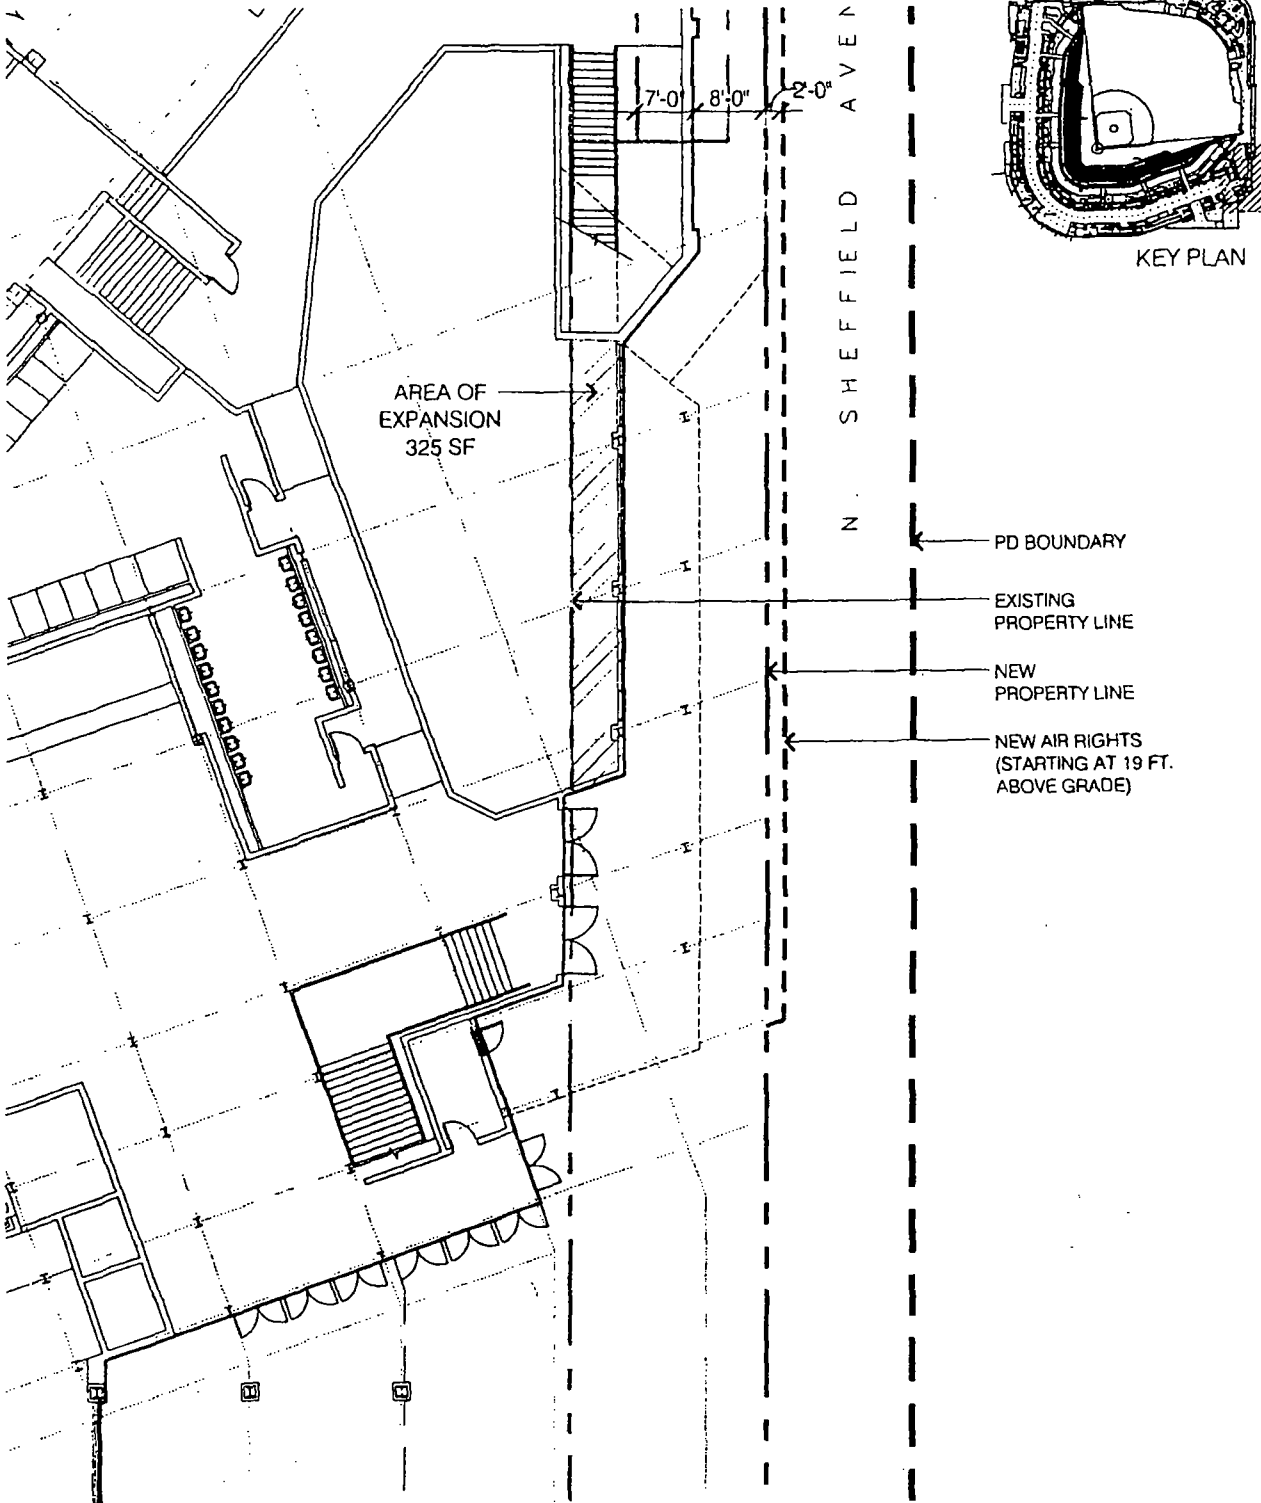 7'-0"
8'-0"
2'-0"
N. SHEFFIELD AVEN
KEY PLAN
AREA OF
EXPANSION
325 SF
PD BOUNDARY
EXISTING
PROPERTY LINE
NEW
PROPERTY LINE
NEW AIR RIGHTS
(STARTING AT 19 FT.
ABOVE GRADE)